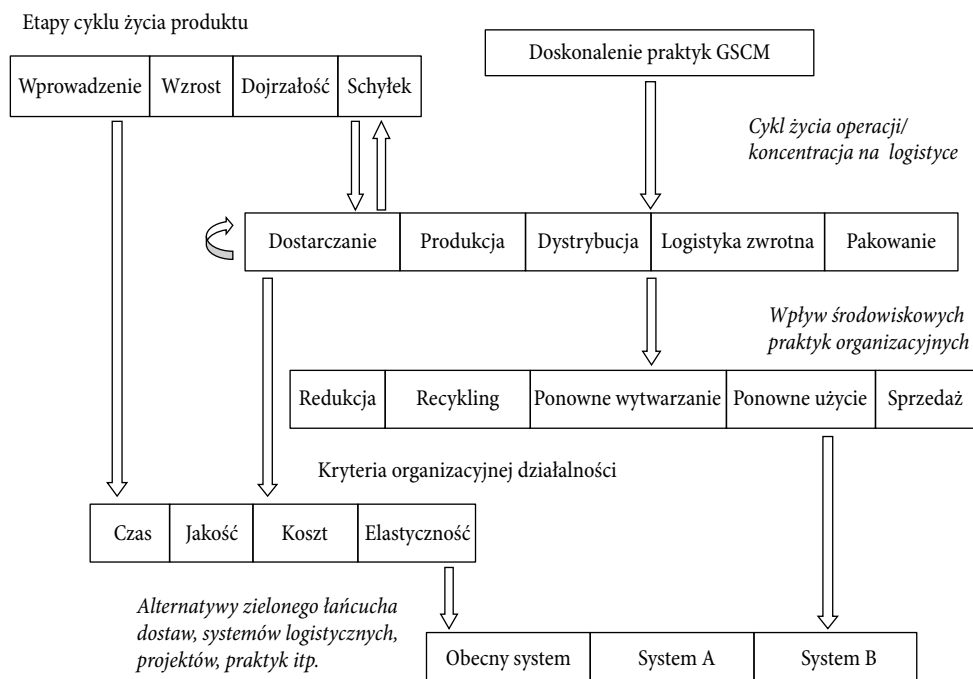 Etapy cyklu życia produktu
Wprowadzenie Wzrost Dojrzałość Schyłek
Doskonalenie praktyk GSCM
Cykl życia operacji/
koncentracja na logistyce
Dostarczanie Produkcja Dystrybucja Logistyka zwrotna Pakowanie
Wpływ środowiskowych
praktyk organizacyjnych
Redukcja Recykling Ponowne wytwarzanie Ponowne użycie Sprzedaż
Kryteria organizacyjnej działalności
Czas Jakość Koszt Elastyczność
Alternatywy zielonego łańcucha
dostaw, systemów logistycznych,
projektów, praktyk itp.
Obecny system System A System B